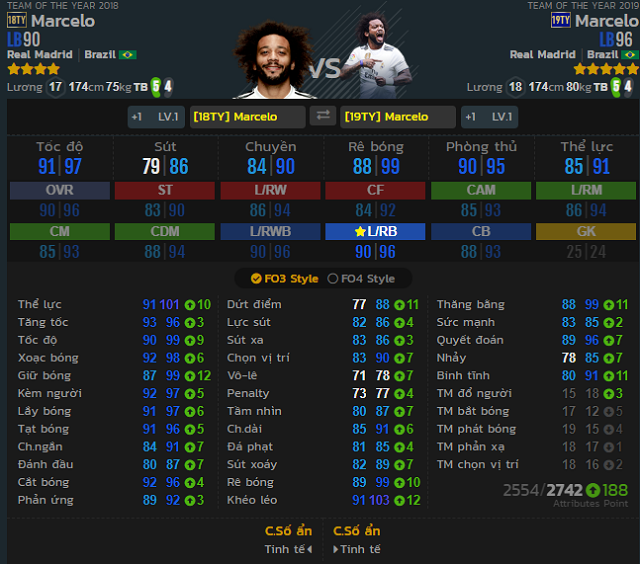 TEAM OF THE YEAR 2018 TEAM OF THE YEAR 2019
18TY Marcelo 19TY Marcelo
LB90 LB96
Real Madrid Brazil Real Madrid Brazil
VS
Lương 17 174cm 75kg TB 5 4 Lương 18 174cm 80kg TB 5 4
+1 LV.1 [18TY] Marcelo [19TY] Marcelo +1 LV.1
Tốc độ Sút Chuyền Rê bóng Phòng thủ Thể lực
91|97 79|86 84|90 88|99 90|95 85|91
OVR ST L/RW CF CAM L/RM
90|96 83|90 86|94 84|92 85|93 86|94
CM CDM L/RWB L/RB CB GK
85|93 88|94 90|96 90|96 88|93 25|24
FO3 Style FO4 Style
Thể lực 91 101 10 Dứt điểm 77 88 11 Thăng bằng 88 99 11
Tăng tốc 93 96 3 Lực sút 82 86 4 Sức mạnh 83 85 2
Tốc độ 90 99 9 Sút xa 83 86 3 Quyết đoán 89 96 7
Xoạc bóng 92 98 6 Chọn vị trí 83 90 7 Nhảy 78 85 7
Giữ bóng 87 99 12 Vô-lê 71 78 7 Bình tĩnh 80 91 11
Kèm người 92 97 5 Penalty 73 77 4 TM đổ người 15 18 3
Lấy bóng 91 97 6 Tầm nhìn 80 87 7 TM bắt bóng 17 12 5
Tạt bóng 91 96 5 Ch.dài 85 91 6 TM phát bóng 19 15 4
Ch.ngắn 84 91 7 Đá phạt 81 85 4 TM phản xạ 18 17 1
Đánh đầu 80 87 7 Sút xoáy 82 89 7 TM chọn vị trí 18 16 2
Cắt bóng 92 96 4 Rê bóng 89 99 10
Phản ứng 89 92 3 Khéo léo 91 103 12
2554/2742 188
Attributes Point
C.Số ẩn C.Số ẩn
Tinh tế Tinh tế